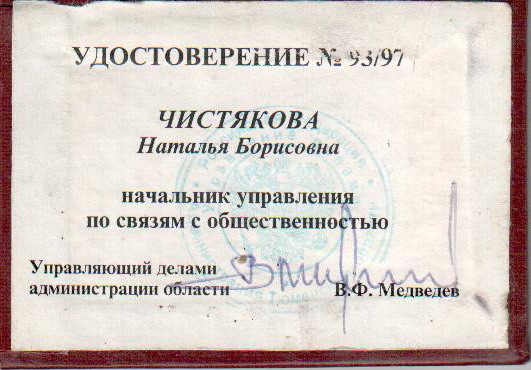 УДОСТОВЕРЕНИЕ № 93/97
ЧИСТЯКОВА
Наталья Борисовна
начальник управления
по связям с общественностью
Управляющий делами
администрации области
В.Ф. Медведев